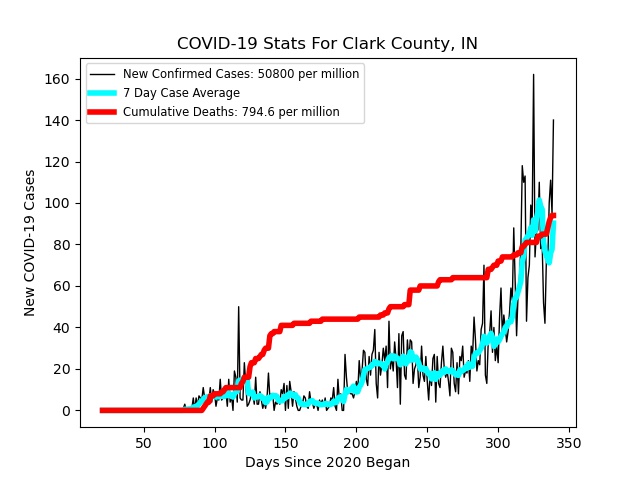 COVID-19 Stats For Clark County, IN
New Confirmed Cases: 50800 per million
7 Day Case Average
Cumulative Deaths: 794.6 per million
New COVID-19 Cases
160
140
120
100
80
60
40
20
0
50 100 150 200 250 300 350
Days Since 2020 Began